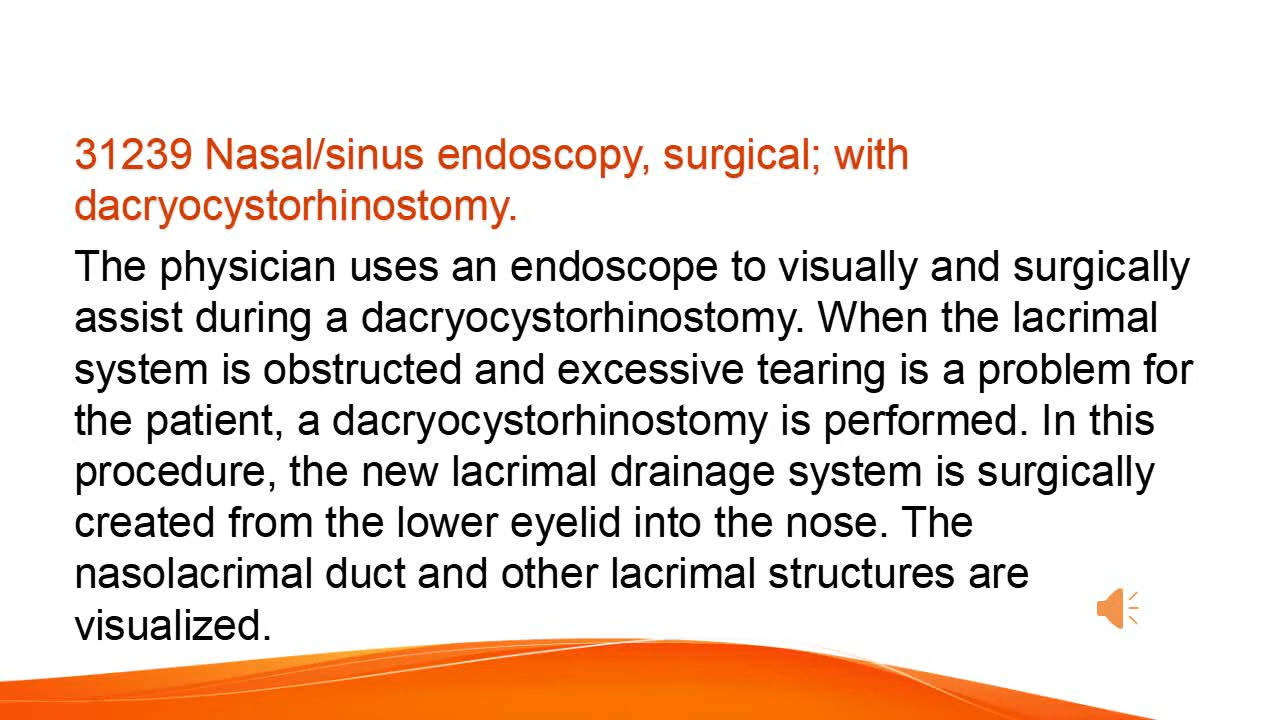 31239 Nasal/sinus endoscopy, surgical; with
dacryocystorhinostomy.
The physician uses an endoscope to visually and surgically
assist during a dacryocystorhinostomy. When the lacrimal
system is obstructed and excessive tearing is a problem for
the patient, a dacryocystorhinostomy is performed. In this
procedure, the new lacrimal drainage system is surgically
created from the lower eyelid into the nose. The
nasolacrimal duct and other lacrimal structures are
visualized.